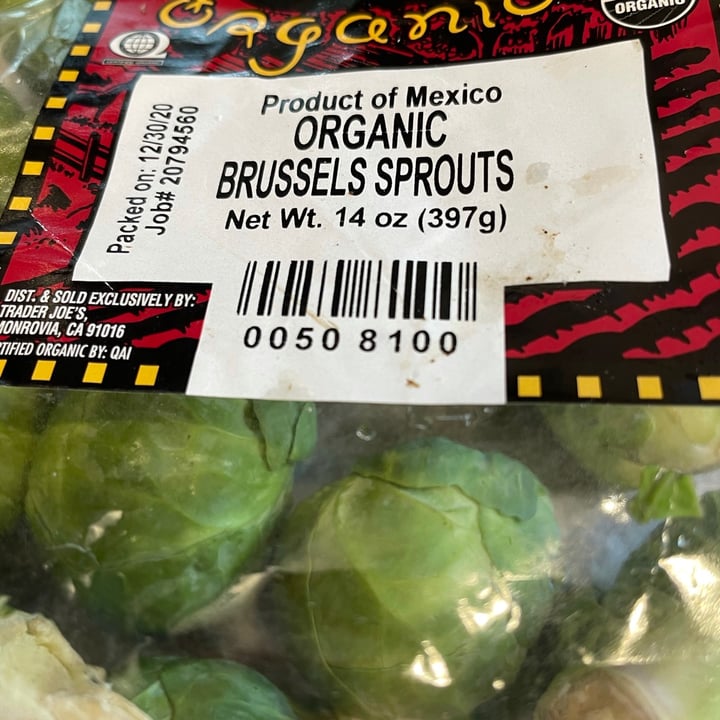 Organic
ORGANIC
Product of Mexico
ORGANIC
BRUSSELS SPROUTS
Net Wt. 14 oz (397g)
Packed on: 12/30/20
Job# 20794560
0050 8100
DIST. & SOLD EXCLUSIVELY BY:
TRADER JOE'S,
MONROVIA, CA 91016
TIFIED ORGANIC BY: QAI